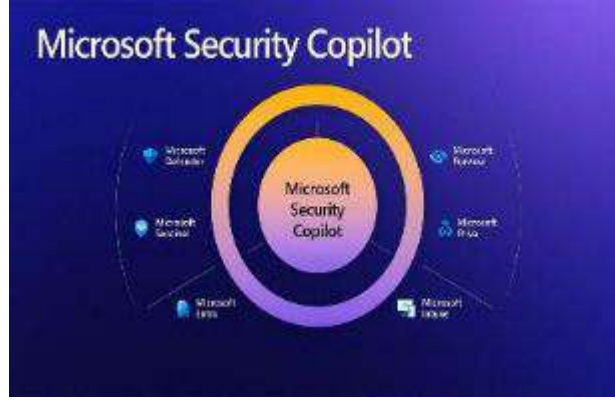 Microsoft Security Copilot
Microsoft
Defender
Microsoft
Sentinel
Microsoft
Entra
Microsoft
Security
Copilot
Microsoft
Purview
Microsoft
Priva
Microsoft
Intune